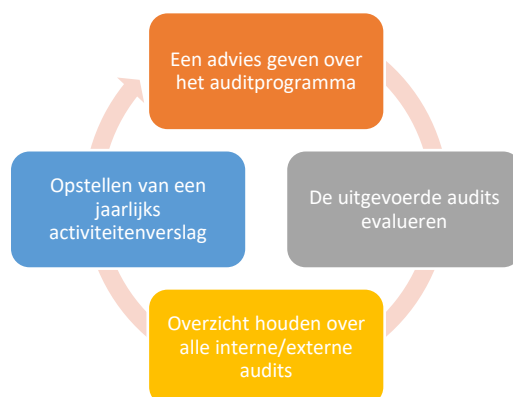 Een advies geven over
het auditprogramma
De uitgevoerde audits
evalueren
Overzicht houden over
alle interne/externe
audits
Opstellen van een
jaarlijks
activiteitenverslag